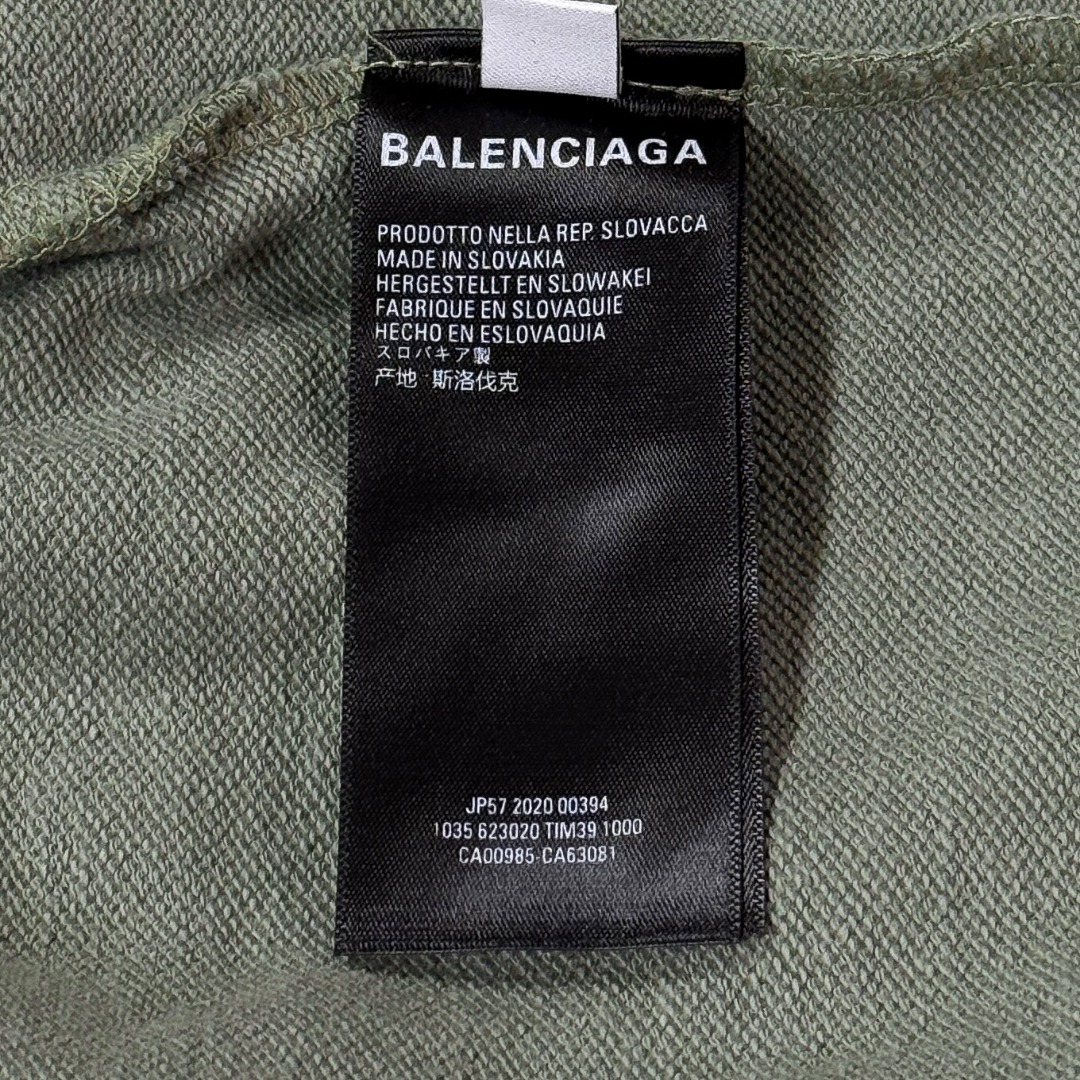 BALENCIAGA
PRODOTTO NELLA REP. SLOVACCA
MADE IN SLOVAKIA
HERGESTELLT EN SLOWAKEI
FABRIQUE EN SLOVAQUIE
HECHO EN ESLOVAQUIA
スロバキア製
产地：斯洛伐克
JP57 2020 00394
1035 623020 TIM39 1000
CA00985-CA63081